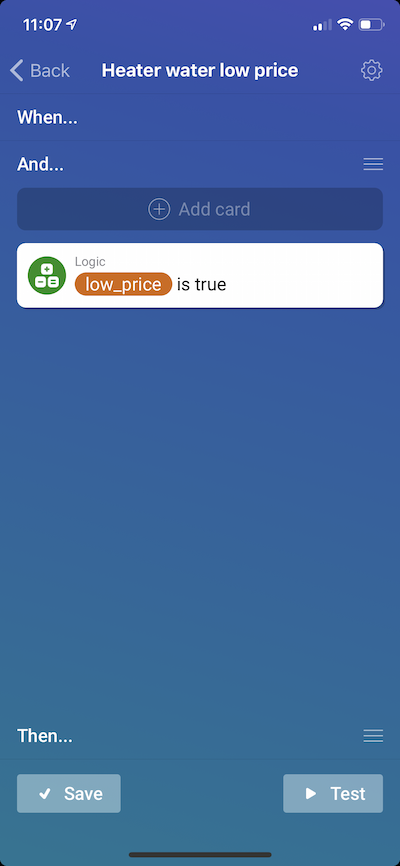 11:07
Back
Heater water low price
When...
And...
Add card
Logic
low_price is true
Then...
Save
Test